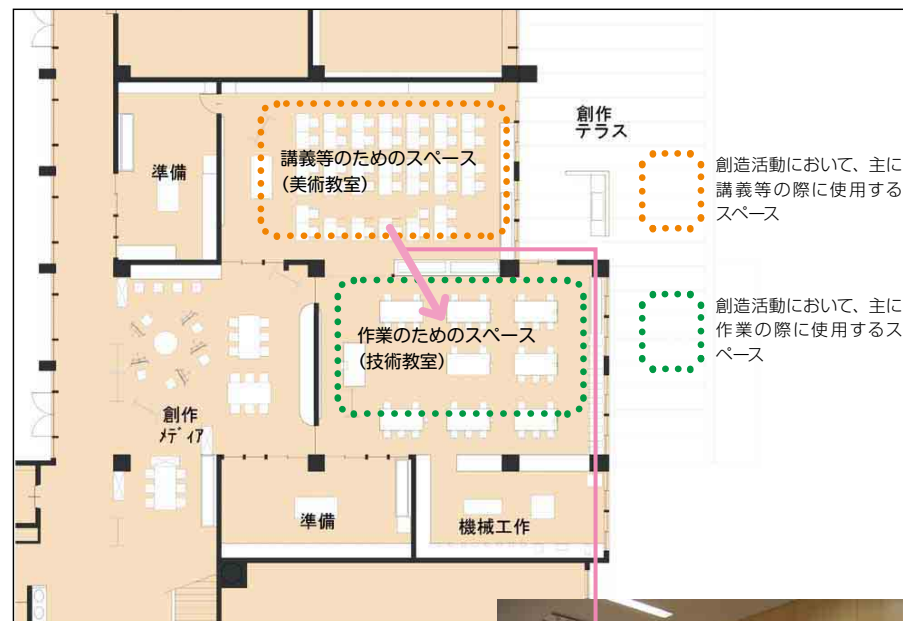 創作
テラス
準備
講義等のためのスペース
（美術教室）
創造活動において、主に
講義等の際に使用する
スペース
作業のためのスペース
（技術教室）
創造活動において、主に
作業の際に使用するス
ペース
創作
ﾒﾃﾞｨｱ
準備
機械工作